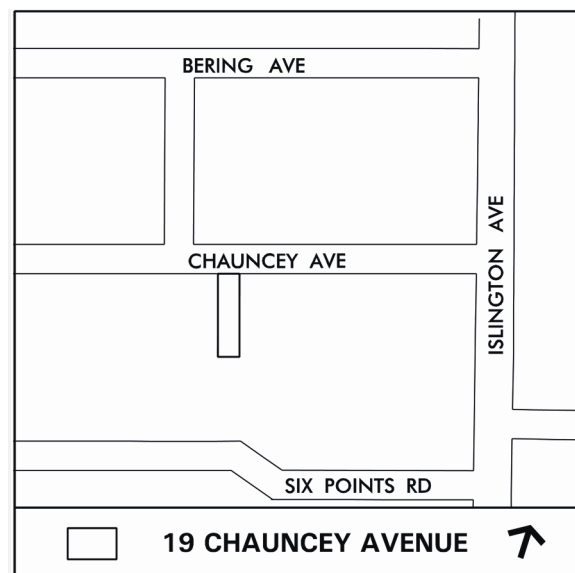 BERING AVE
CHAUNCEY AVE
ISLINGTON AVE
SIX POINTS RD
19 CHAUNCEY AVENUE